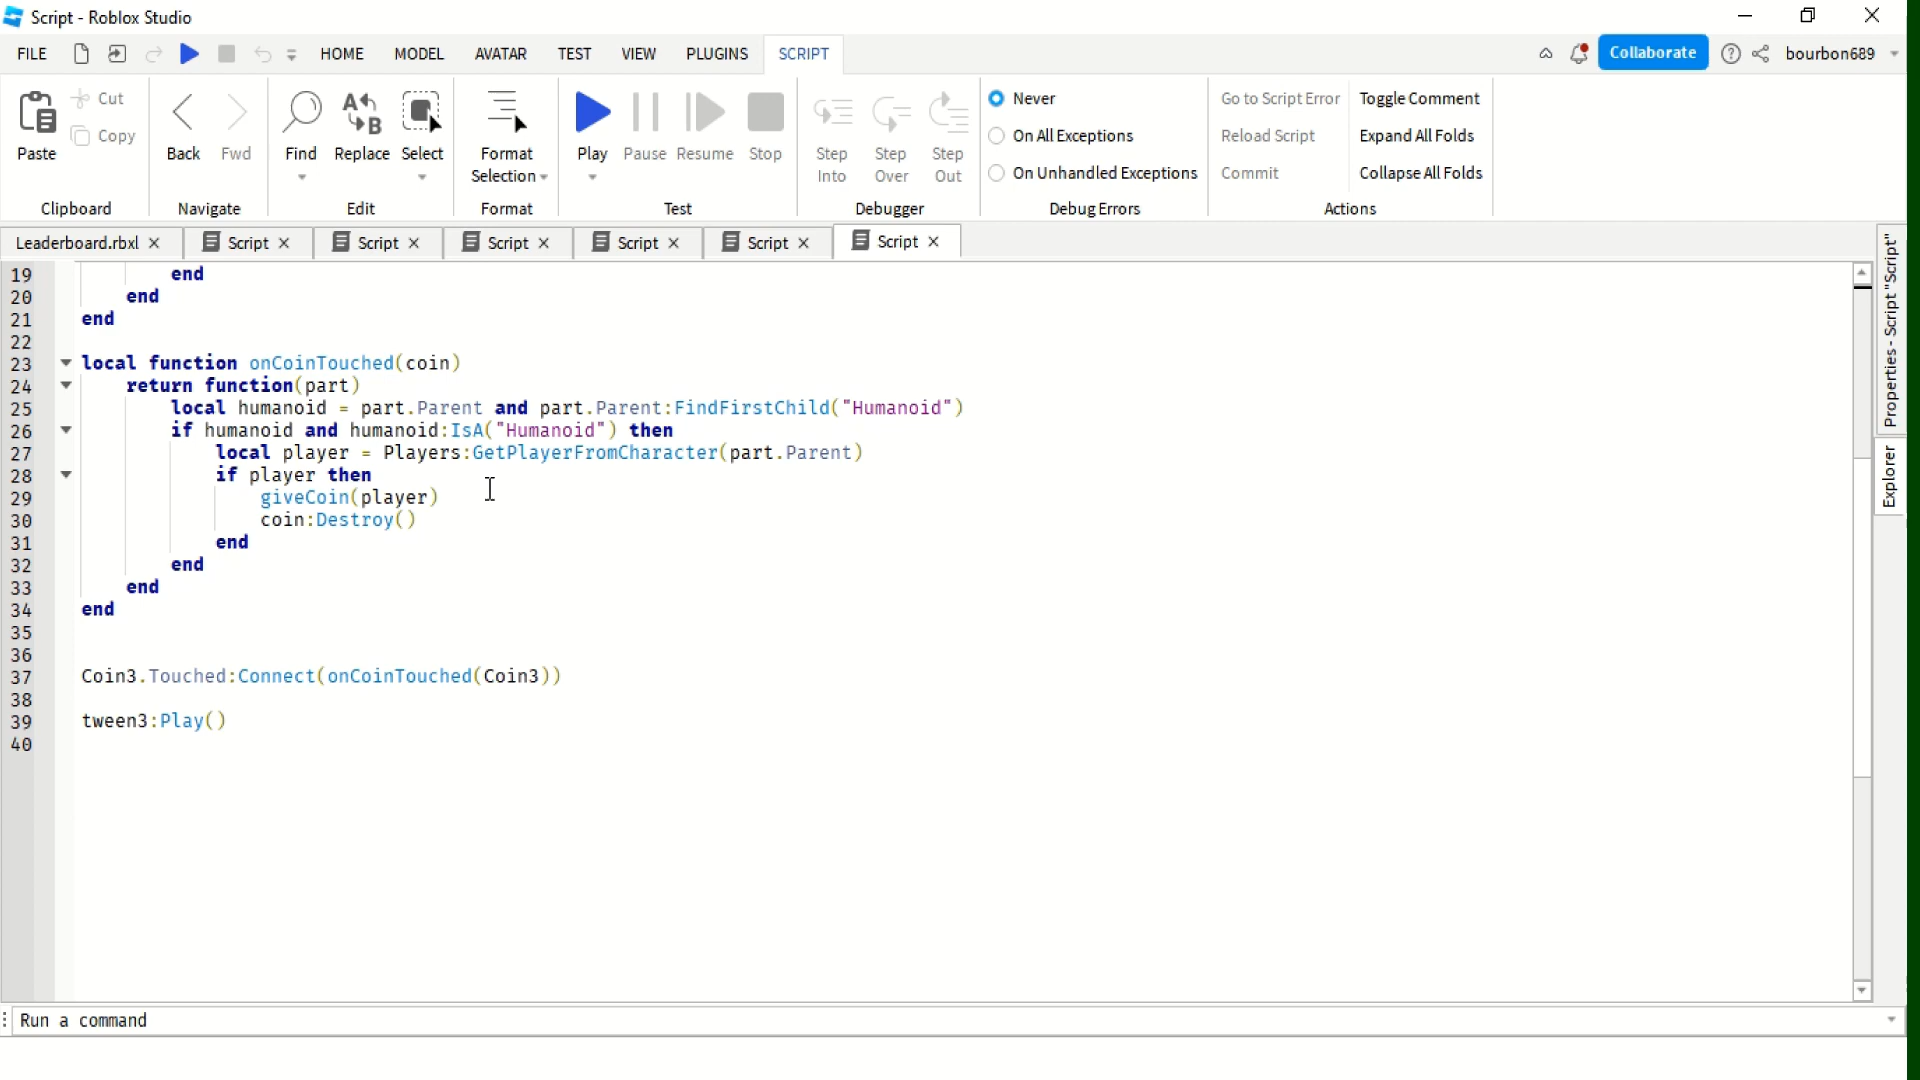 Script - Roblox Studio
FILE HOME MODEL AVATAR TEST VIEW PLUGINS SCRIPT Collaborate bourbon689
Paste Cut Copy
Clipboard
Back Fwd
Navigate
Find Replace Select
Edit
Format Selection
Format
Play Pause Resume Stop
Test
Step Into Step Over Step Out
Debugger
Never
On All Exceptions
On Unhandled Exceptions
Debug Errors
Go to Script Error
Reload Script
Commit
Toggle Comment
Expand All Folds
Collapse All Folds
Actions
Leaderboard.rbxl Script Script Script Script Script Script
19 end
20 end
21 end
22
23 local function onCoinTouched(coin)
24 return function(part)
25 local humanoid = part.Parent and part.Parent:FindFirstChild("Humanoid")
26 if humanoid and humanoid:IsA("Humanoid") then
27 local player = Players:GetPlayerFromCharacter(part.Parent)
28 if player then
29 giveCoin(player)
30 coin:Destroy()
31 end
32 end
33 end
34 end
35
36
37 Coin3.Touched:Connect(onCoinTouched(Coin3))
38
39 tween3:Play()
40
Properties - Script "Script"
Explorer
Run a command